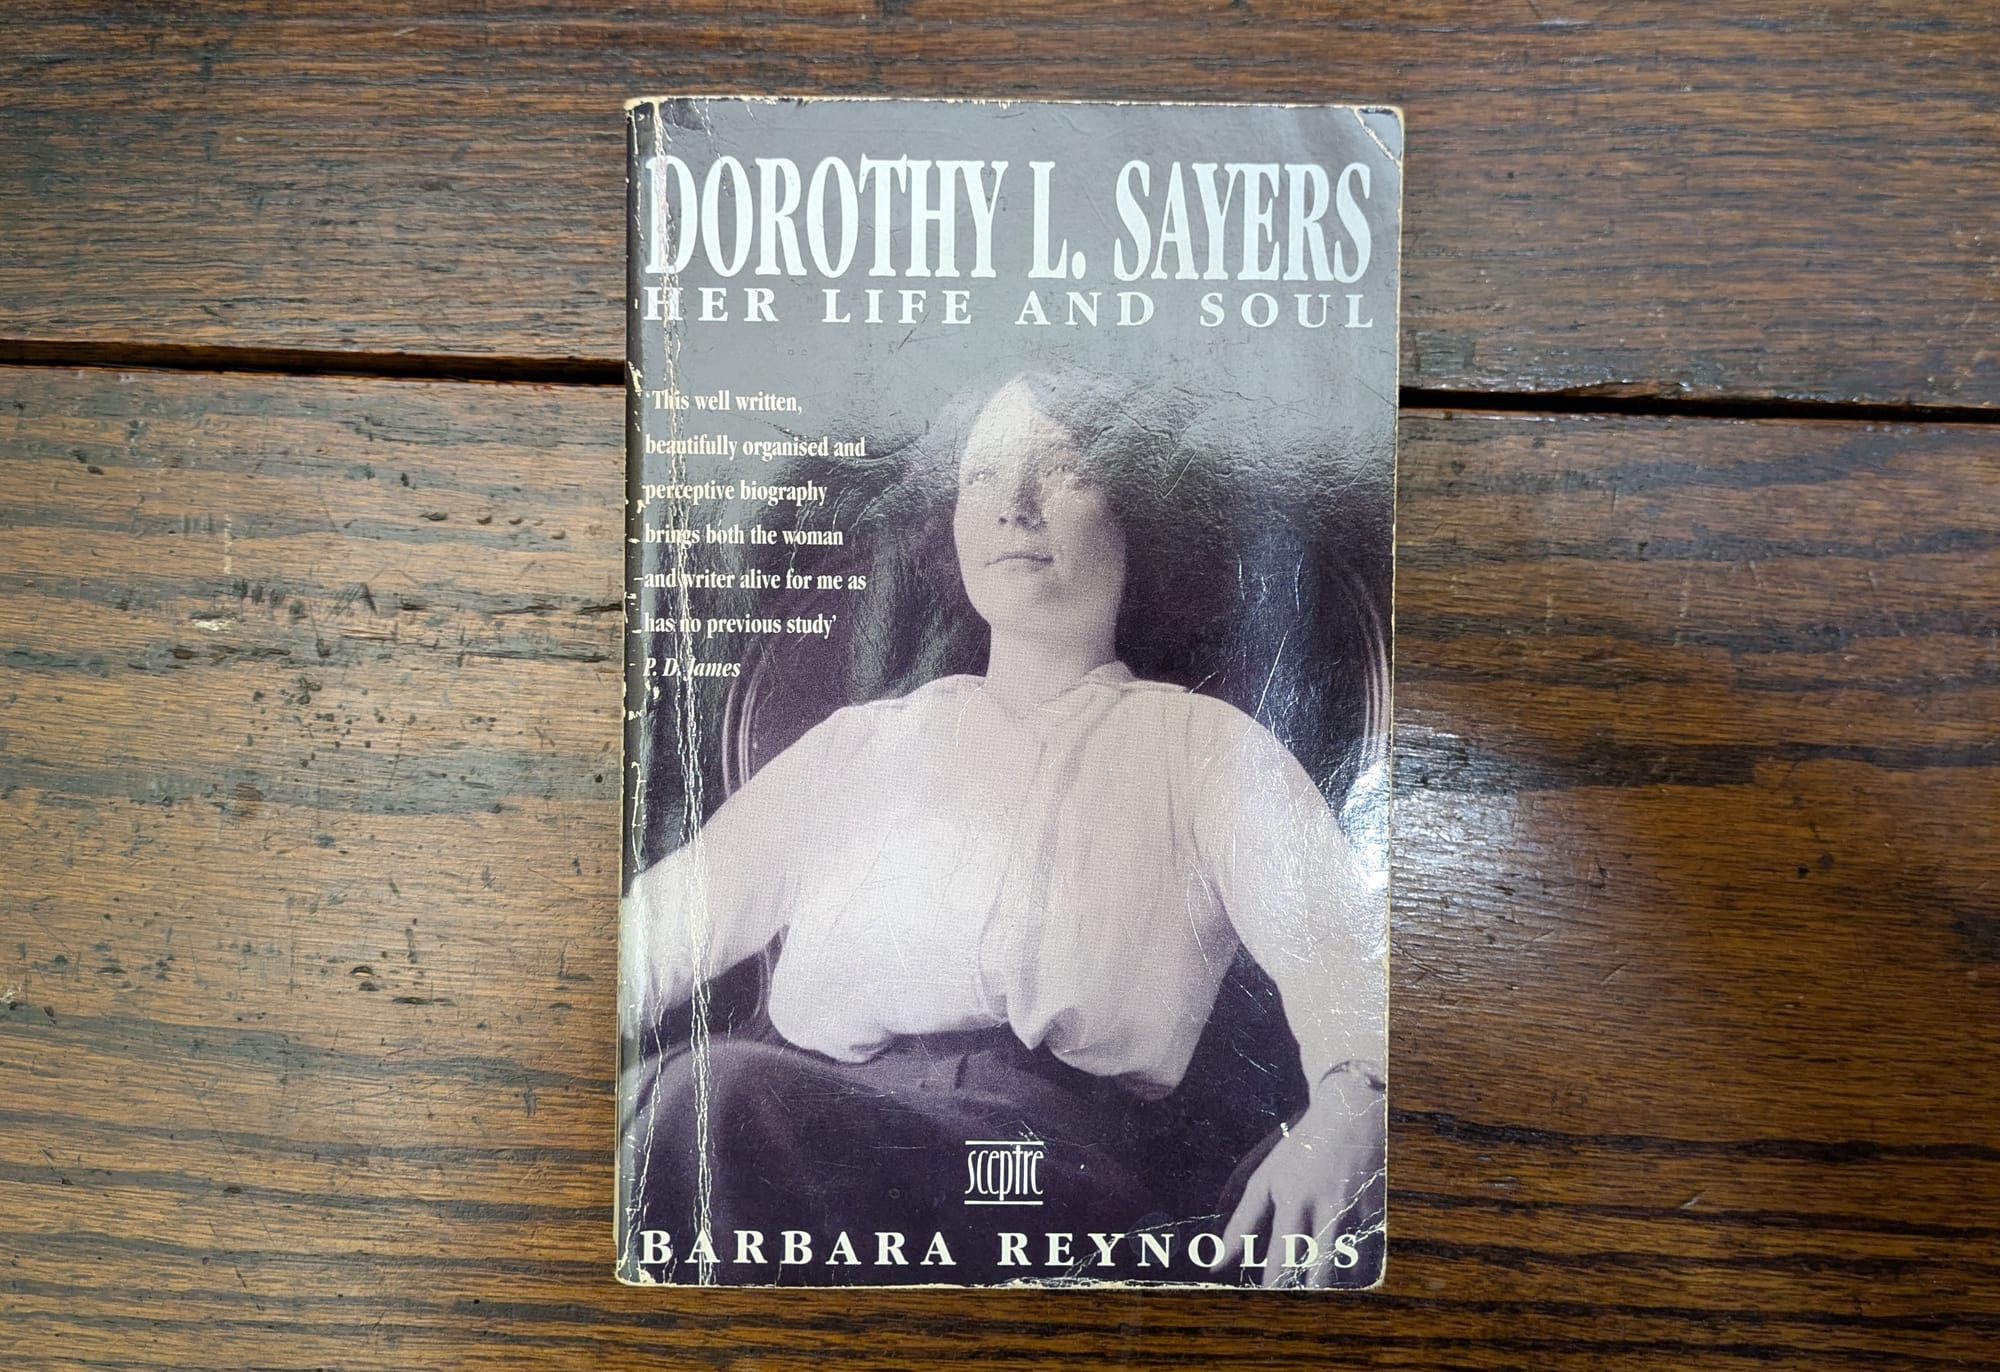 DOROTHY L. SAYERS
HER LIFE AND SOUL
‘This well written,
beautifully organised and
perceptive biography
brings both the woman
and writer alive for me as
has no previous study’
P. D. James
sceptre
BARBARA REYNOLDS